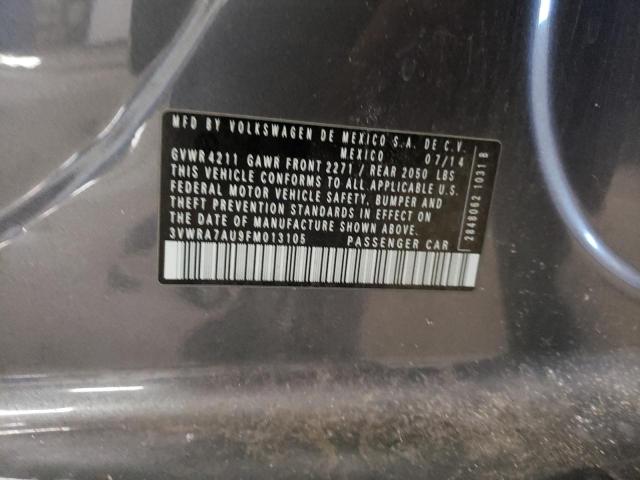 MFD BY VOLKSWAGEN DE MEXICO S.A. DE C.V.
MEXICO 07/14
GVWR 4211 GAWR FRONT 2271 / REAR 2050 LBS
THIS VEHICLE CONFORMS TO ALL APPLICABLE U.S.
FEDERAL MOTOR VEHICLE SAFETY, BUMPER AND
THEFT PREVENTION STANDARDS IN EFFECT ON
THE DATE OF MANUFACTURE SHOWN ABOVE.
3VWRA7AU9FM013105 PASSENGER CAR
2848062 1031 B